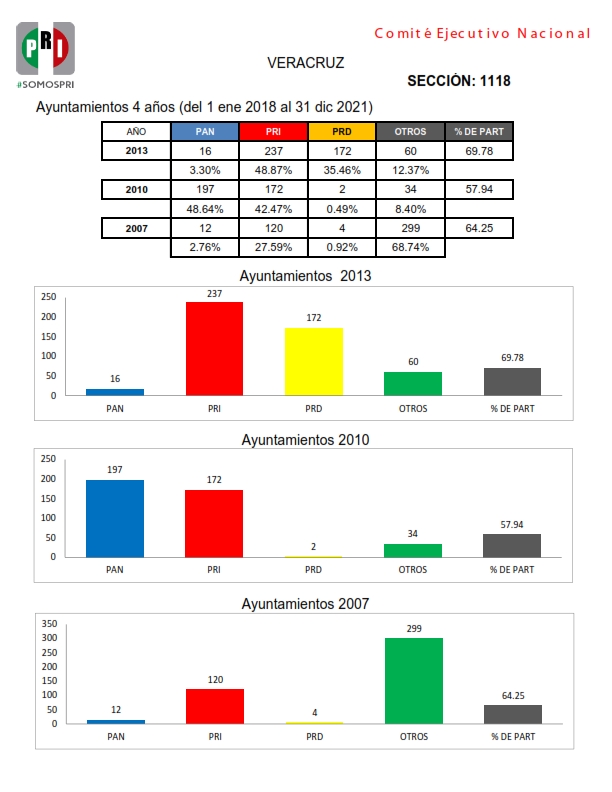 Comité Ejecutivo Nacional
PRI
#SOMOSPRI
VERACRUZ
SECCIÓN: 1118
Ayuntamientos 4 años (del 1 ene 2018 al 31 dic 2021)
AÑO PAN PRI PRD OTROS % DE PART
2013 16 237 172 60 69.78
3.30% 48.87% 35.46% 12.37%
2010 197 172 2 34 57.94
48.64% 42.47% 0.49% 8.40%
2007 12 120 4 299 64.25
2.76% 27.59% 0.92% 68.74%
Ayuntamientos 2013
250
200
150
100
50
0
16 237 172 60 69.78
PAN PRI PRD OTROS % DE PART
Ayuntamientos 2010
250
200
150
100
50
0
197 172 2 34 57.94
PAN PRI PRD OTROS % DE PART
Ayuntamientos 2007
350
300
250
200
150
100
50
0
12 120 4 299 64.25
PAN PRI PRD OTROS % DE PART